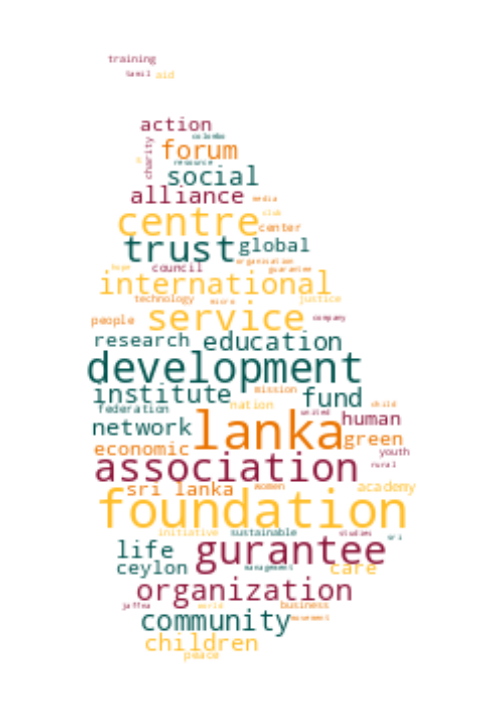 training
tamil aid
action
colombo
forum
charity
resource
social
alliance media
club
centre center
trust global
organisation
hope council guarantee
international
technology micro justice
people service company
research education
development
institute mission fund
federation nation child
united
network lanka human
economic green
youth
association rural
sri lanka women academy
foundation
initiative sustainable studies
sri
life gurantee
ceylon management care
organization
jaffna world business
community movement
children
peace